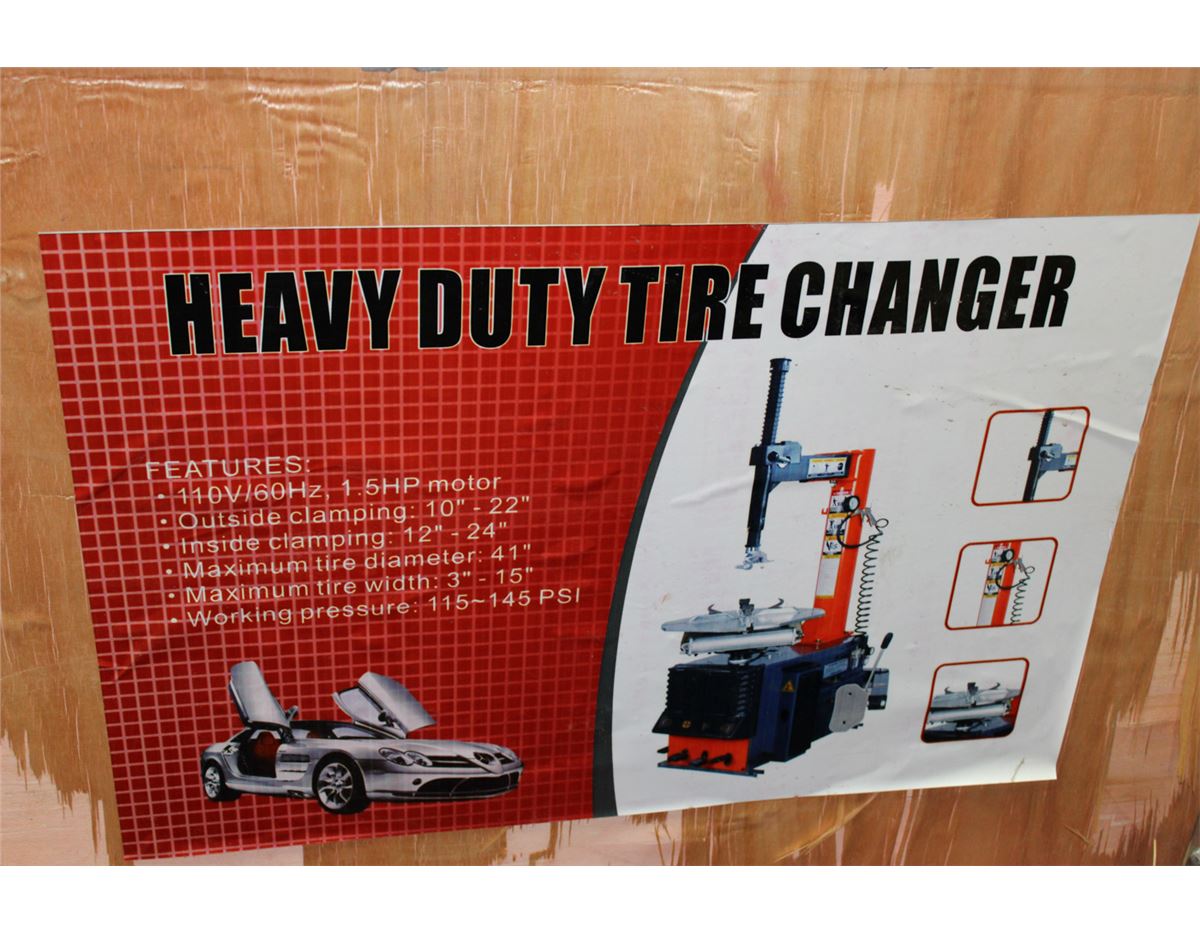 HEAVY DUTY TIRE CHANGER
FEATURES:
• 110V/60Hz, 1.5HP motor
• Outside clamping: 10" - 22"
• Inside clamping: 12" - 24"
• Maximum tire diameter: 41"
• Maximum tire width: 3" - 15"
• Working pressure: 115~145 PSI